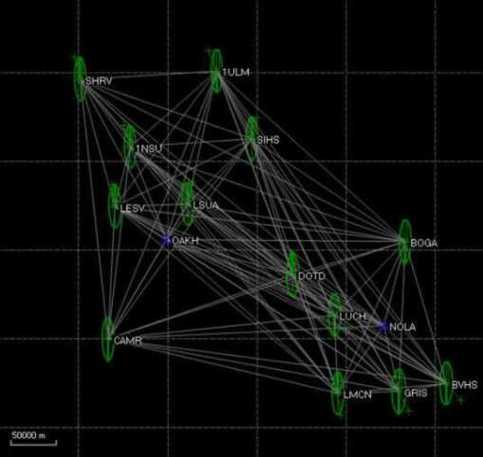 SHRV
1ULM
SIHS
1NSU
LESV
LSUA
OAKH
BOGA
DOTD
LUCH
NOLA
CAMR
LMCN
GRIS
BVHS
50000 m